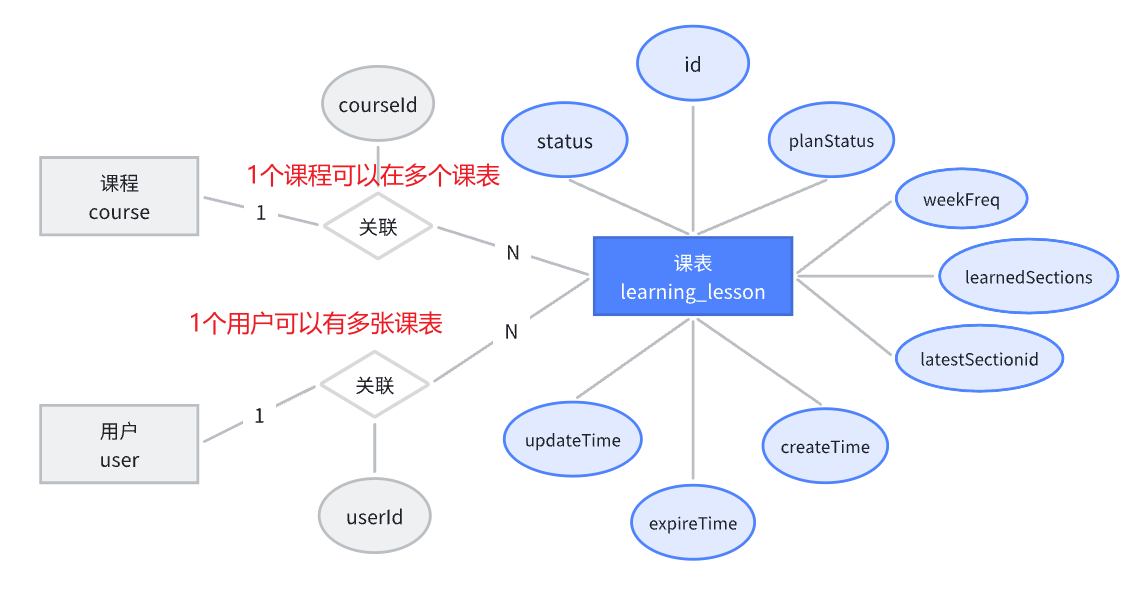 id
courseId
status
planStatus
1个课程可以在多个课表
课程
course
1
关联
N
weekFreq
课表
learning_lesson
learnedSections
1个用户可以有多张课表
N
latestSectionid
关联
用户
user
1
updateTime
createTime
userId
expireTime